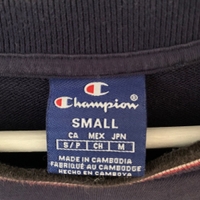 Champion®
SMALL
CA MEX JPN
S/P CH M
MADE IN CAMBODIA
FABRIQUÉ AU CAMBODGE
HECHO EN CAMBOYA